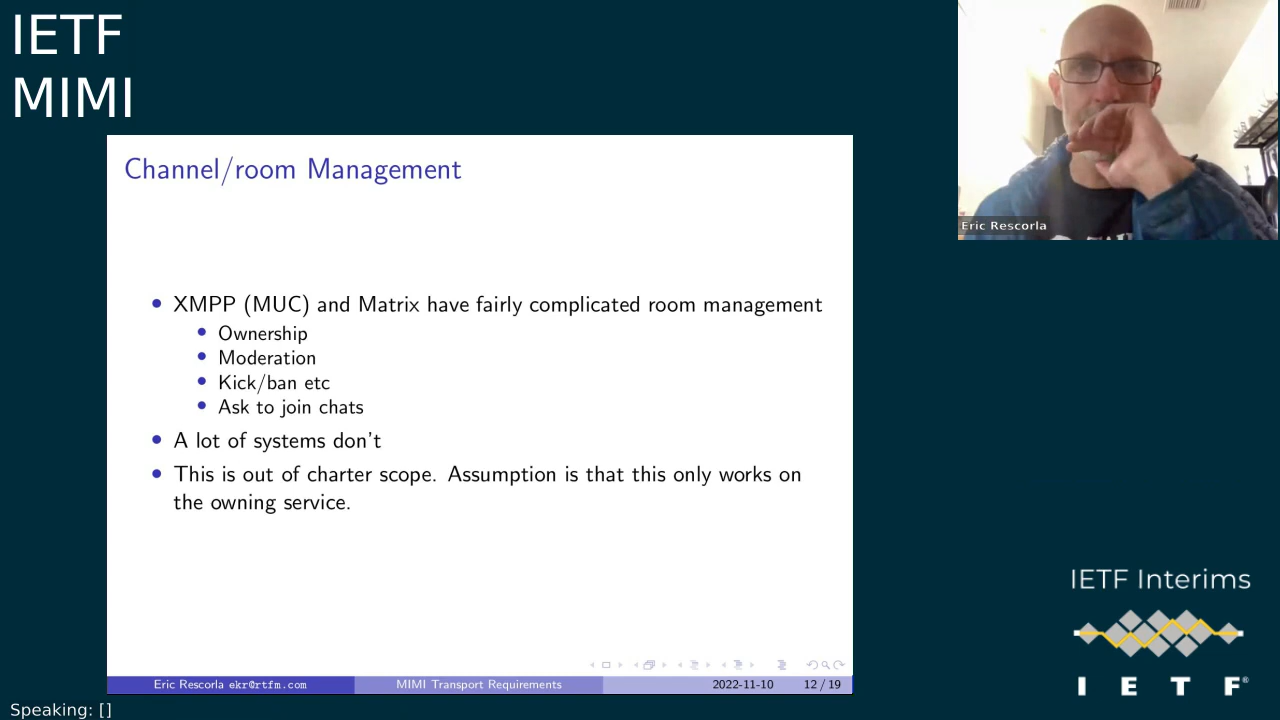 IETF
MIMI
Channel/room Management
• XMPP (MUC) and Matrix have fairly complicated room management
• Ownership
• Moderation
• Kick/ban etc
• Ask to join chats
• A lot of systems don't
• This is out of charter scope. Assumption is that this only works on
the owning service.
Eric Rescorla ekr@rtfm.com
MIMI Transport Requirements
2022-11-10
12 / 19
Eric Rescorla
IETF Interims
I E T F®
Speaking: []